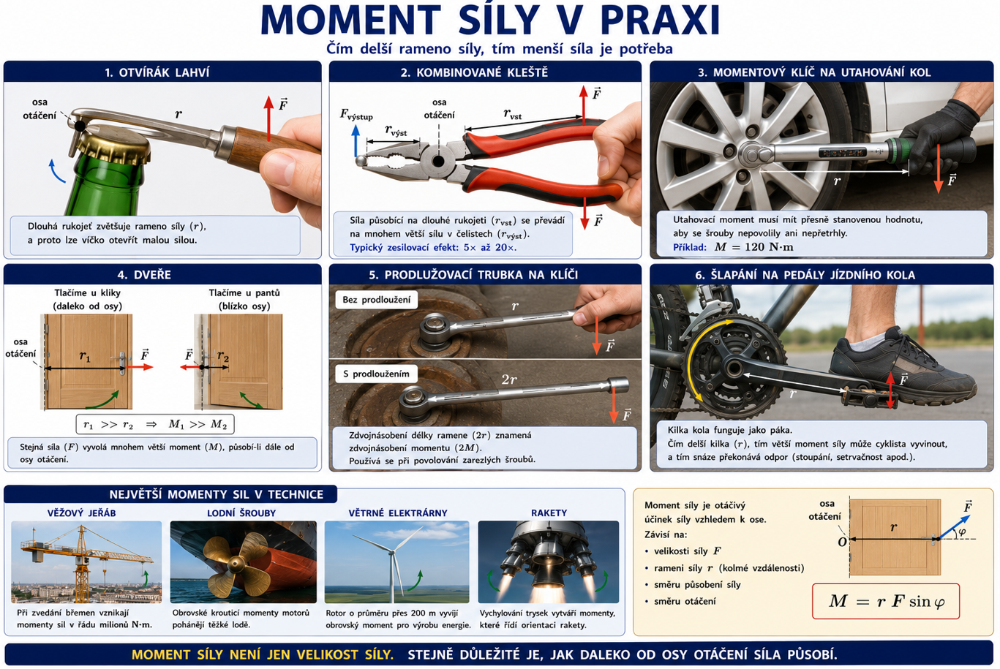 MOMENT SÍLY V PRAXI
Čím delší rameno síly, tím menší síla je potřeba
1. OTVÍRÁK LAHVÍ
osa
otáčení
r
F⃗
Dlouhá rukojeť zvětšuje rameno síly (r),
a proto lze víčko otevřít malou silou.
2. KOMBINOVANÉ KLEŠTĚ
F_výstup
r_výst
osa
otáčení
r_vst
F⃗
F⃗
Síla působící na dlouhé rukojeti (r_vst) se převádí
na mnohem větší sílu v čelistech (r_výst).
Typický zesilovací efekt: 5× až 20×.
3. MOMENTOVÝ KLÍČ NA UTAHOVÁNÍ KOL
r
F⃗
Utahovací moment musí mít přesně stanovenou hodnotu,
aby se šrouby nepovolily ani nepřetrhly.
Příklad: M = 120 N·m
4. DVEŘE
Tlačíme u kliky
(daleko od osy)
osa
otáčení
r₁
F⃗
Tlačíme u pantů
(blízko osy)
F⃗
r₂
r₁ >> r₂ ⇒ M₁ >> M₂
Stejná síla (F) vyvolá mnohem větší moment (M), působí-li dále od
osy otáčení.
5. PRODLUŽOVACÍ TRUBKA NA KLÍČI
Bez prodloužení
r
F⃗
S prodloužením
2r
F⃗
Zdvojnásobení délky ramene (2r) znamená
zdvojnásobení momentu (2M).
Používá se při povolování zarezlých šroubů.
6. ŠLAPÁNÍ NA PEDÁLY JÍZDNÍHO KOLA
r
F⃗
Kilka kola funguje jako páka.
Čím delší kilka (r), tím větší moment síly může cyklista vyvinout,
a tím snáze překonává odpor (stoupání, setrvačnost apod.).
NEJVĚTŠÍ MOMENTY SIL V TECHNICE
VĚŽOVÝ JEŘÁB
Při zvedání břemen vznikají
momenty sil v řádu milionů N·m.
LODNÍ ŠROUBY
Obrovské krouticí momenty motorů
pohánějí těžké lodě.
VĚTRNÉ ELEKTRÁRNY
Rotor o průměru přes 200 m vyvíjí
obrovský moment pro výrobu energie.
RAKETY
Vychylování trysek vytváří momenty,
které řídí orientaci rakety.
Moment síly je otáčivý
účinek síly vzhledem k ose.
Závisí na:
• velikosti síly F
• rameni síly r (kolmé vzdálenosti)
• směru působení síly
• směru otáčení
osa
otáčení
O
r
F⃗
φ
M = r F sin φ
MOMENT SÍLY NENÍ JEN VELIKOST SÍLY. STEJNĚ DŮLEŽITÉ JE, JAK DALEKO OD OSY OTÁČENÍ SÍLA PŮSOBÍ.